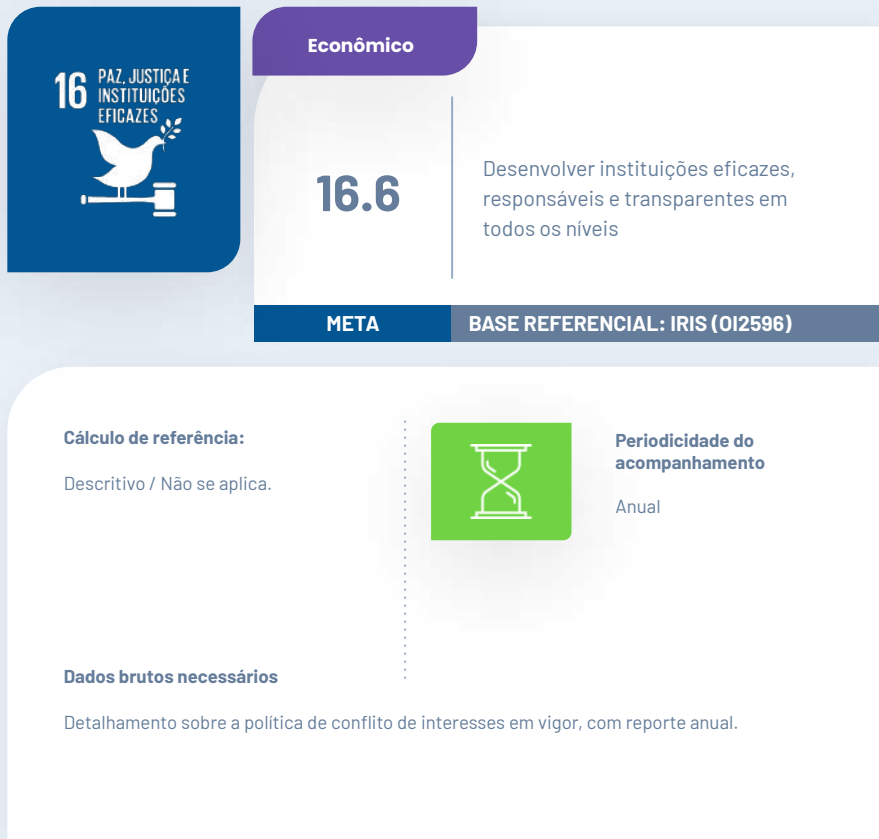 16
PAZ, JUSTIÇA E
INSTITUIÇÕES
EFICAZES
Econômico
16.6
Desenvolver instituições eficazes,
responsáveis e transparentes em
todos os níveis
META
BASE REFERENCIAL: IRIS (OI2596)
Cálculo de referência:
Descritivo / Não se aplica.
Periodicidade do
acompanhamento
Anual
Dados brutos necessários
Detalhamento sobre a política de conflito de interesses em vigor, com reporte anual.